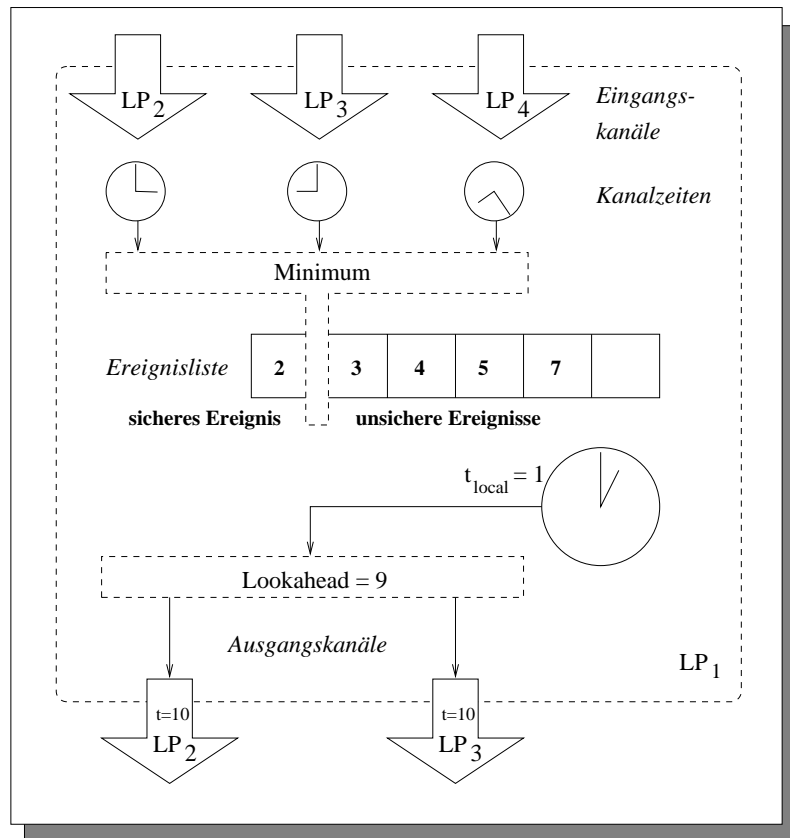 LP2 LP3 LP4
Eingangs-
kanäle
Kanalzeiten
Minimum
Ereignisliste 2 3 4 5 7
sicheres Ereignis unsichere Ereignisse
t_local = 1
Lookahead = 9
Ausgangskanäle
LP1
t=10 t=10
LP2 LP3